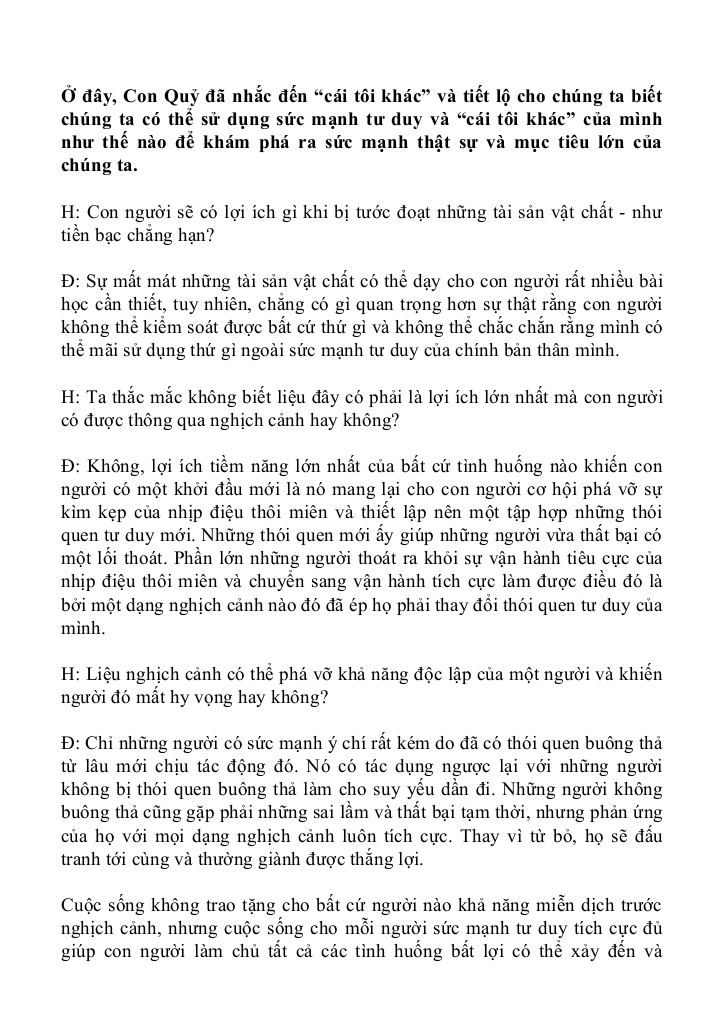 Ở đây, Con Quỷ đã nhắc đến “cái tôi khác” và tiết lộ cho chúng ta biết
chúng ta có thể sử dụng sức mạnh tư duy và “cái tôi khác” của mình
như thế nào để khám phá ra sức mạnh thật sự và mục tiêu lớn của
chúng ta.
H: Con người sẽ có lợi ích gì khi bị tước đoạt những tài sản vật chất - như
tiền bạc chẳng hạn?
Đ: Sự mất mát những tài sản vật chất có thể dạy cho con người rất nhiều bài
học cần thiết, tuy nhiên, chẳng có gì quan trọng hơn sự thật rằng con người
không thể kiểm soát được bất cứ thứ gì và không thể chắc chắn rằng mình có
thể mãi sử dụng thứ gì ngoài sức mạnh tư duy của chính bản thân mình.
H: Ta thắc mắc không biết liệu đây có phải là lợi ích lớn nhất mà con người
có được thông qua nghịch cảnh hay không?
Đ: Không, lợi ích tiềm năng lớn nhất của bất cứ tình huống nào khiến con
người có một khởi đầu mới là nó mang lại cho con người cơ hội phá vỡ sự
kìm kẹp của nhịp điệu thôi miên và thiết lập nên một tập hợp những thói
quen tư duy mới. Những thói quen mới ấy giúp những người vừa thất bại có
một lối thoát. Phần lớn những người thoát ra khỏi sự vận hành tiêu cực của
nhịp điệu thôi miên và chuyển sang vận hành tích cực làm được điều đó là
bởi một dạng nghịch cảnh nào đó đã ép họ phải thay đổi thói quen tư duy của
mình.
H: Liệu nghịch cảnh có thể phá vỡ khả năng độc lập của một người và khiến
người đó mất hy vọng hay không?
Đ: Chỉ những người có sức mạnh ý chí rất kém do đã có thói quen buông thả
từ lâu mới chịu tác động đó. Nó có tác dụng ngược lại với những người
không bị thói quen buông thả làm cho suy yếu dần đi. Những người không
buông thả cũng gặp phải những sai lầm và thất bại tạm thời, nhưng phản ứng
của họ với mọi dạng nghịch cảnh luôn tích cực. Thay vì từ bỏ, họ sẽ đấu
tranh tới cùng và thường giành được thắng lợi.
Cuộc sống không trao tặng cho bất cứ người nào khả năng miễn dịch trước
nghịch cảnh, nhưng cuộc sống cho mỗi người sức mạnh tư duy tích cực đủ
giúp con người làm chủ tất cả các tình huống bất lợi có thể xảy đến và